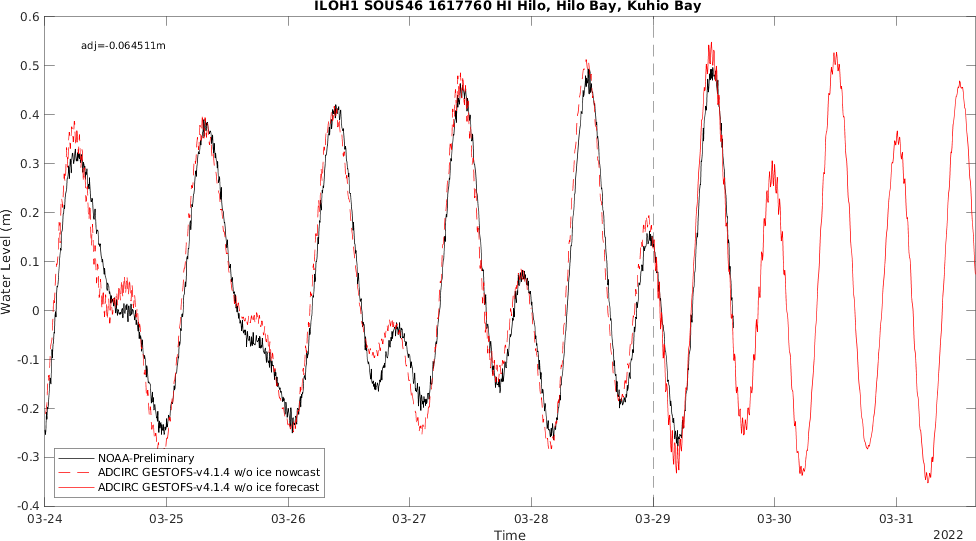 ILOH1 SOUS46 1617760 HI Hilo, Hilo Bay, Kuhio Bay
adj=-0.064511m
0.6
0.5
0.4
0.3
0.2
0.1
0
-0.1
-0.2
-0.3
-0.4
Water Level (m)
NOAA-Preliminary
ADCIRC GESTOFS-v4.1.4 w/o ice nowcast
ADCIRC GESTOFS-v4.1.4 w/o ice forecast
03-24 03-25 03-26 03-27 03-28 03-29 03-30 03-31
Time
2022